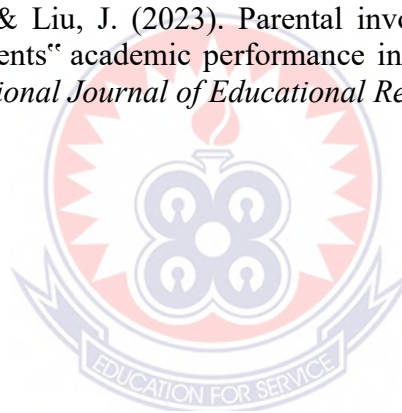 & Liu, J. (2023). Parental invo
ents‟ academic performance in
ional Journal of Educational Re
EDUCATION FOR SERVICE